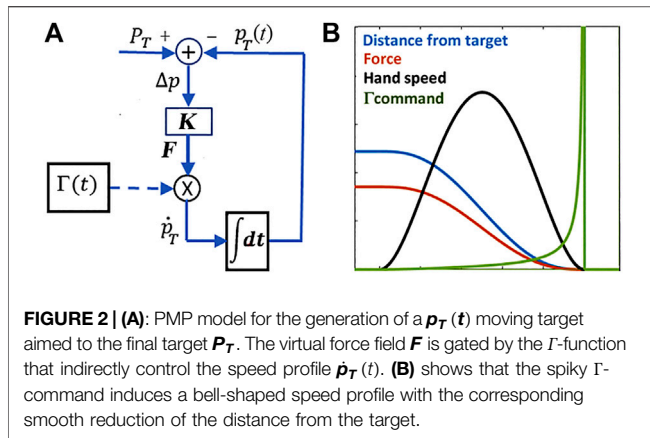 A
P_T + − p_T(t)
+
Δp
K
F
Γ(t)
X
ṗ_T
∫dt
B
Distance from target
Force
Hand speed
Γcommand
FIGURE 2 | (A): PMP model for the generation of a p_T (t) moving target
aimed to the final target P_T. The virtual force field F is gated by the Γ-function
that indirectly control the speed profile ṗ_T (t). (B) shows that the spiky Γ-
command induces a bell-shaped speed profile with the corresponding
smooth reduction of the distance from the target.